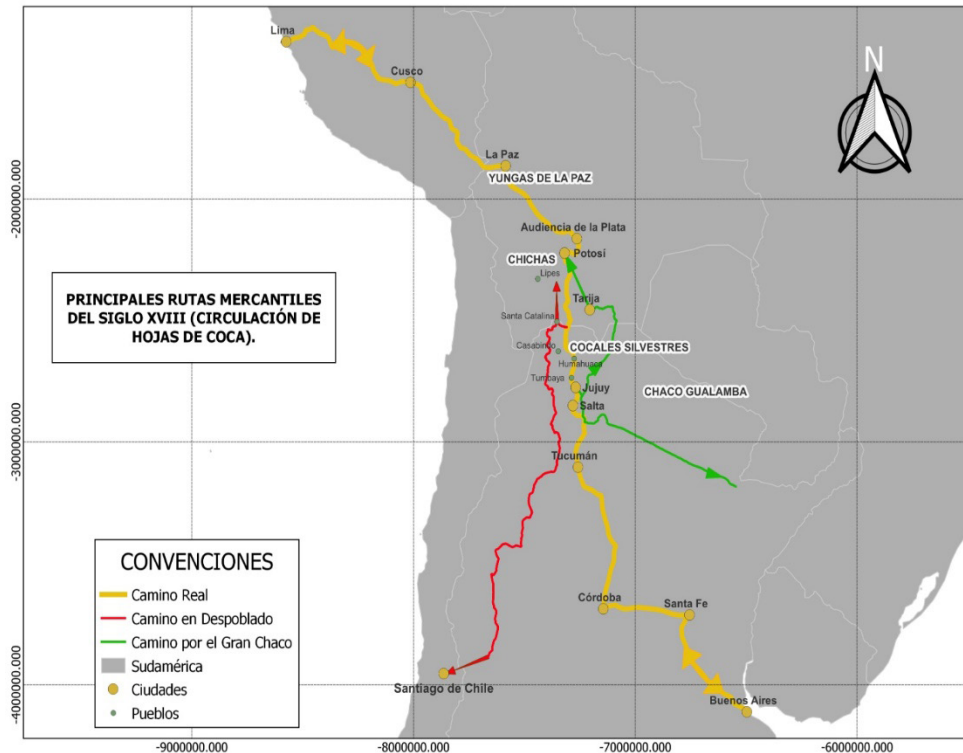 Lima
Cusco
N
La Paz
YUNGAS DE LA PAZ
-2000000.000
Audiencia de la Plata
Potosí
CHICHAS
Lipes
PRINCIPALES RUTAS MERCANTILES
DEL SIGLO XVIII (CIRCULACIÓN DE
HOJAS DE COCA).
Tarija
Santa Catalina
Casabindo
COCALES SILVESTRES
Humahuaca
Tumbaya
Jujuy
CHACO GUALAMBA
Salta
-3000000.000
Tucumán
CONVENCIONES
Camino Real
Camino en Despoblado
Camino por el Gran Chaco
Sudamérica
Ciudades
Pueblos
Córdoba
Santa Fe
Santiago de Chile
-4000000.000
Buenos Aires
-9000000.000
-8000000.000
-7000000.000
-6000000.000